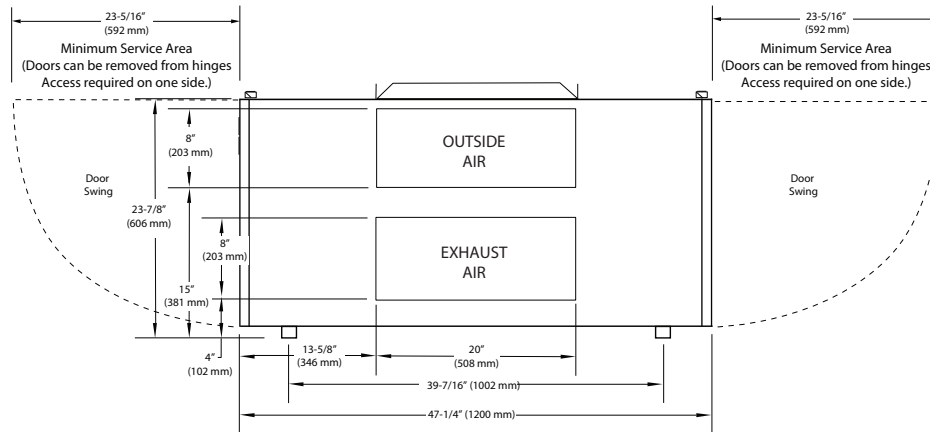 23-5/16"
(592 mm)
Minimum Service Area
(Doors can be removed from hinges
Access required on one side.)
23-5/16"
(592 mm)
Minimum Service Area
(Doors can be removed from hinges
Access required on one side.)
8"
(203 mm)
OUTSIDE
AIR
Door
Swing
Door
Swing
23-7/8"
(606 mm)
8"
(203 mm)
EXHAUST
AIR
15"
(381 mm)
4"
(102 mm)
13-5/8"
(346 mm)
20"
(508 mm)
39-7/16" (1002 mm)
47-1/4" (1200 mm)